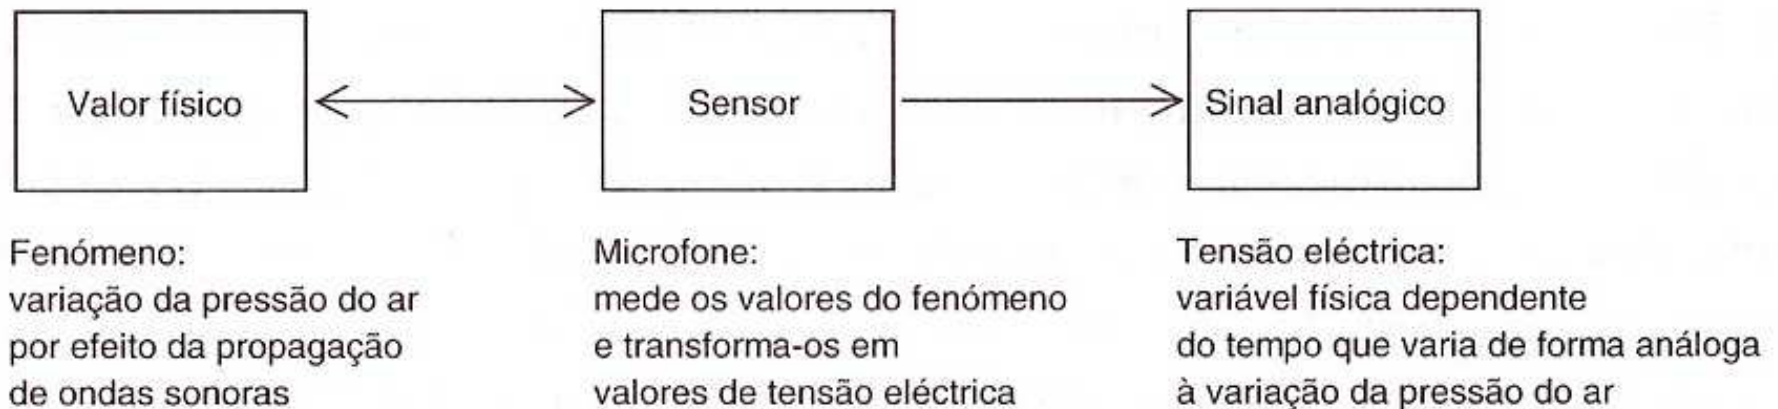 Valor físico
Sensor
Sinal analógico
Fenómeno:
variação da pressão do ar
por efeito da propagação
de ondas sonoras
Microfone:
mede os valores do fenómeno
e transforma-os em
valores de tensão eléctrica
Tensão eléctrica:
variável física dependente
do tempo que varia de forma análoga
à variação da pressão do ar